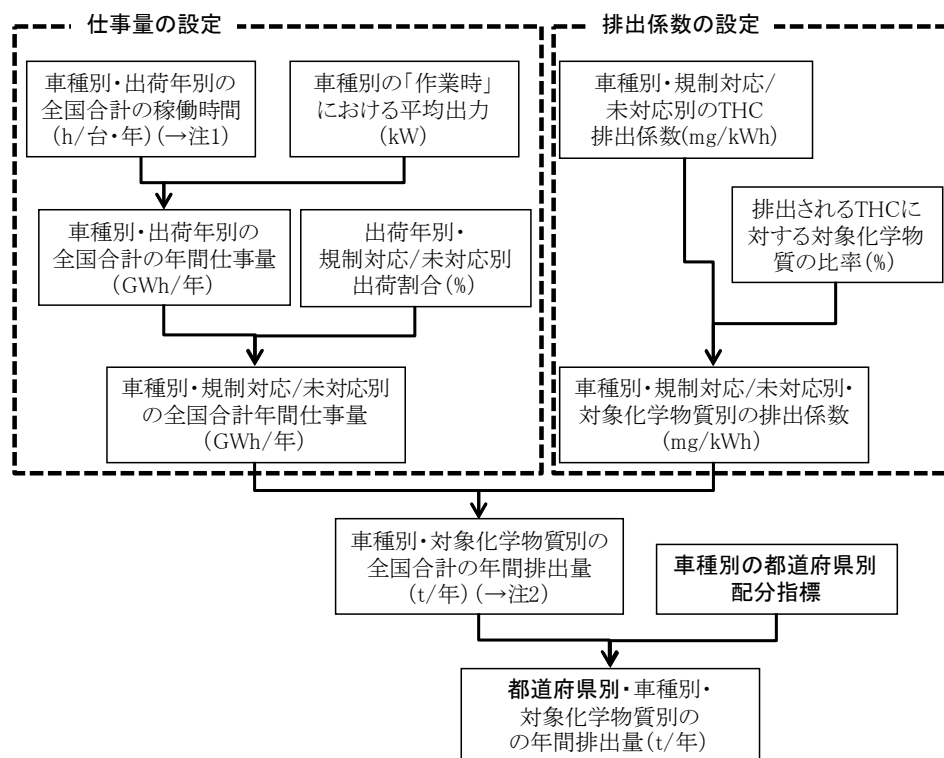 仕事量の設定
車種別・出荷年別の
全国合計の稼働時間
(h/台・年)(→注1)
車種別の「作業時」
における平均出力
(kW)
車種別・出荷年別の
全国合計の年間仕事量
(GWh/年)
出荷年別・
規制対応/未対応別
出荷割合(%)
車種別・規制対応/未対応別
の全国合計年間仕事量
(GWh/年)
排出係数の設定
車種別・規制対応/
未対応別のTHC
排出係数(mg/kWh)
排出されるTHCに
対する対象化学物
質の比率(%)
車種別・規制対応/未対応別・
対象化学物質別の排出係数
(mg/kWh)
車種別・対象化学物質別の
全国合計の年間排出量
(t/年)(→注2)
車種別の都道府県別
配分指標
都道府県別・車種別・
対象化学物質別の
の年間排出量(t/年)